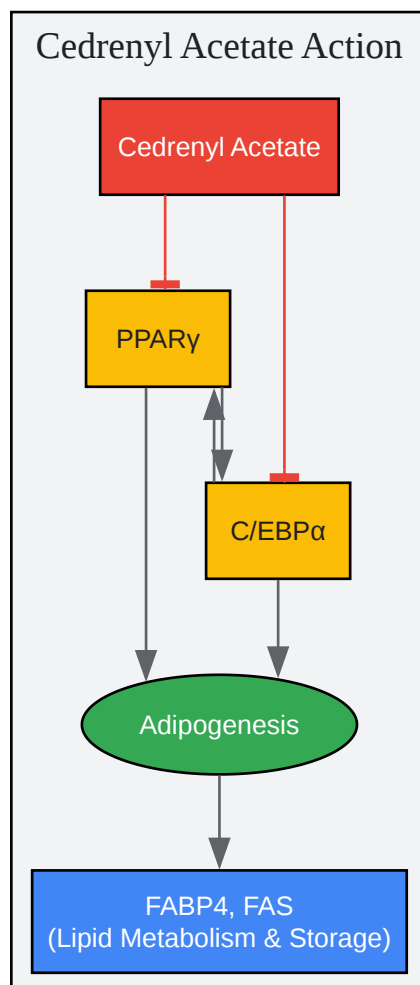 Cedrenyl Acetate Action
Cedrenyl Acetate
PPARγ
C/EBPα
Adipogenesis
FABP4, FAS
(Lipid Metabolism & Storage)